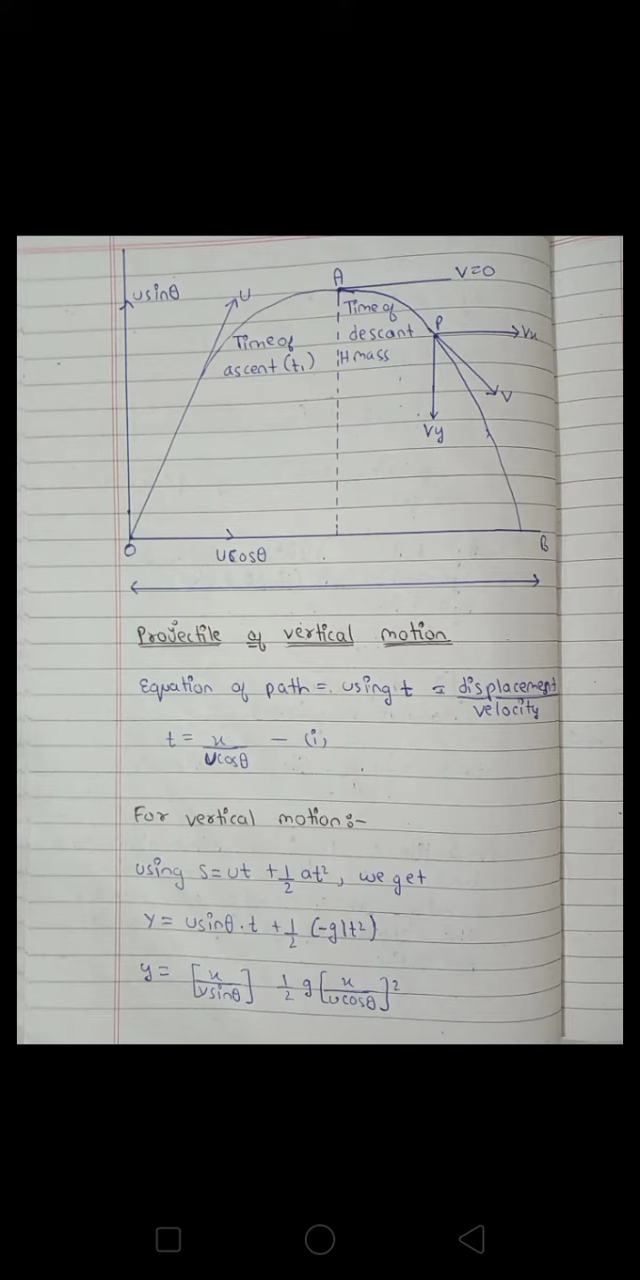 usinθ
U
A
V=0
Time of
descant
H mass
P
Vx
Time of
ascent (t₁)
V
Vy
O
ucosθ
B
Projectile of vertical motion
Equation of path = using t = displacement/velocity
t = x/Ucosθ - (i)
For vertical motion:-
using s=ut + 1/2 at², we get
Y = usinθ.t + 1/2 (-g)t²)
y = [x/usinθ] 1/2 g [x/ucosθ]²